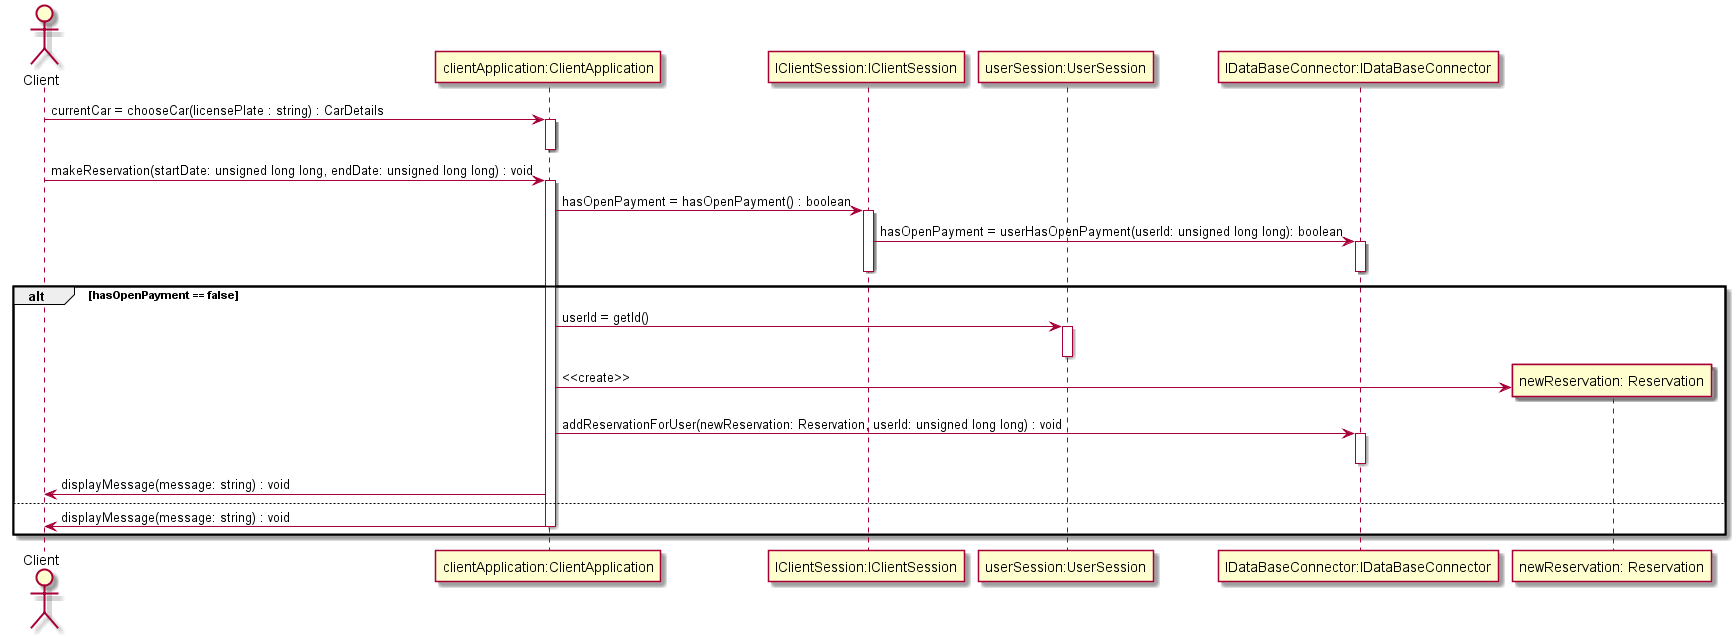 Client
clientApplication:ClientApplication
IClientSession:IClientSession
userSession:UserSession
IDataBaseConnector:IDataBaseConnector
currentCar = chooseCar(licensePlate : string) : CarDetails
makeReservation(startDate: unsigned long long, endDate: unsigned long long) : void
hasOpenPayment = hasOpenPayment() : boolean
hasOpenPayment = userHasOpenPayment(userId: unsigned long long): boolean
alt
[hasOpenPayment == false]
userId = getId()
<<create>>
newReservation: Reservation
addReservationForUser(newReservation: Reservation, userId: unsigned long long) : void
displayMessage(message: string) : void
displayMessage(message: string) : void
Client
clientApplication:ClientApplication
IClientSession:IClientSession
userSession:UserSession
IDataBaseConnector:IDataBaseConnector
newReservation: Reservation